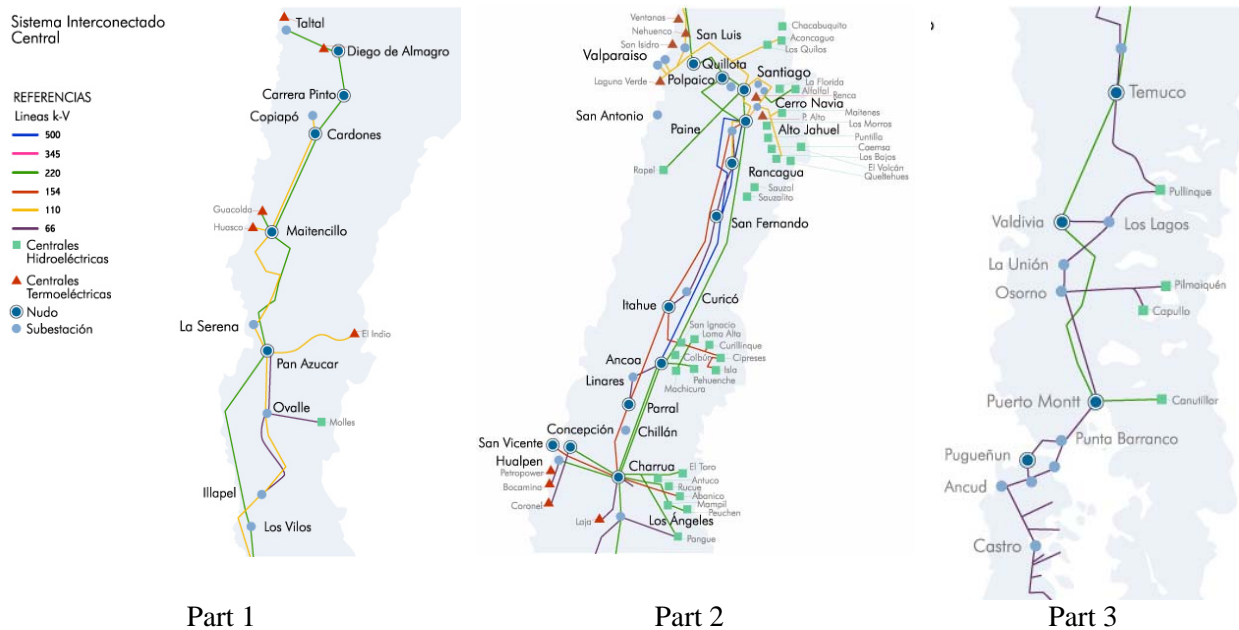 Sistema Interconectado
Central
REFERENCIAS
Lineas k-V
500
345
220
154
110
66
Centrales
Hidroeléctricas
Centrales
Termoeléctricas
Nudo
Subestación
Taltal
Diego de Almagro
Carrera Pinto
Copiapó
Cardones
Guacolda
Huasco
Maitencillo
La Serena
El Indio
Pan Azucar
Ovalle
Molles
Illapel
Los Vilos
Part 1
Ventanas
Nehuenco
San Isidro
San Luis
Chacabuquito
Aconcagua
Los Quilos
Valparaiso
Quillota
Laguna Verde
Polpaico
Santiago
La Florida
Alfalfal
Renca
Cerro Navia
Maitenes
San Antonio
P. Alto
Los Morros
Paine
Alto Jahuel
Puntilla
Caemsa
Los Bajos
El Volcán
Queltehues
Rapel
Rancagua
Sauzal
Sauzalito
San Fernando
Itahue
Curicó
San Ignacio
Loma Alta
Curillinque
Ancoa
Colbún
Cipreses
Isla
Linares
Pehuenche
Machicura
Parral
Concepción
Chillán
San Vicente
Hualpen
Charrua
El Toro
Petropower
Antuco
Bocamina
Rucue
Abanico
Coronel
Mampil
Peuchen
Laja
Los Ángeles
Pangue
Part 2
Temuco
Pullinque
Valdivia
Los Lagos
La Unión
Osorno
Pilmaiquén
Capullo
Puerto Montt
Canutillar
Punta Barranco
Pugueñun
Ancud
Castro
Part 3